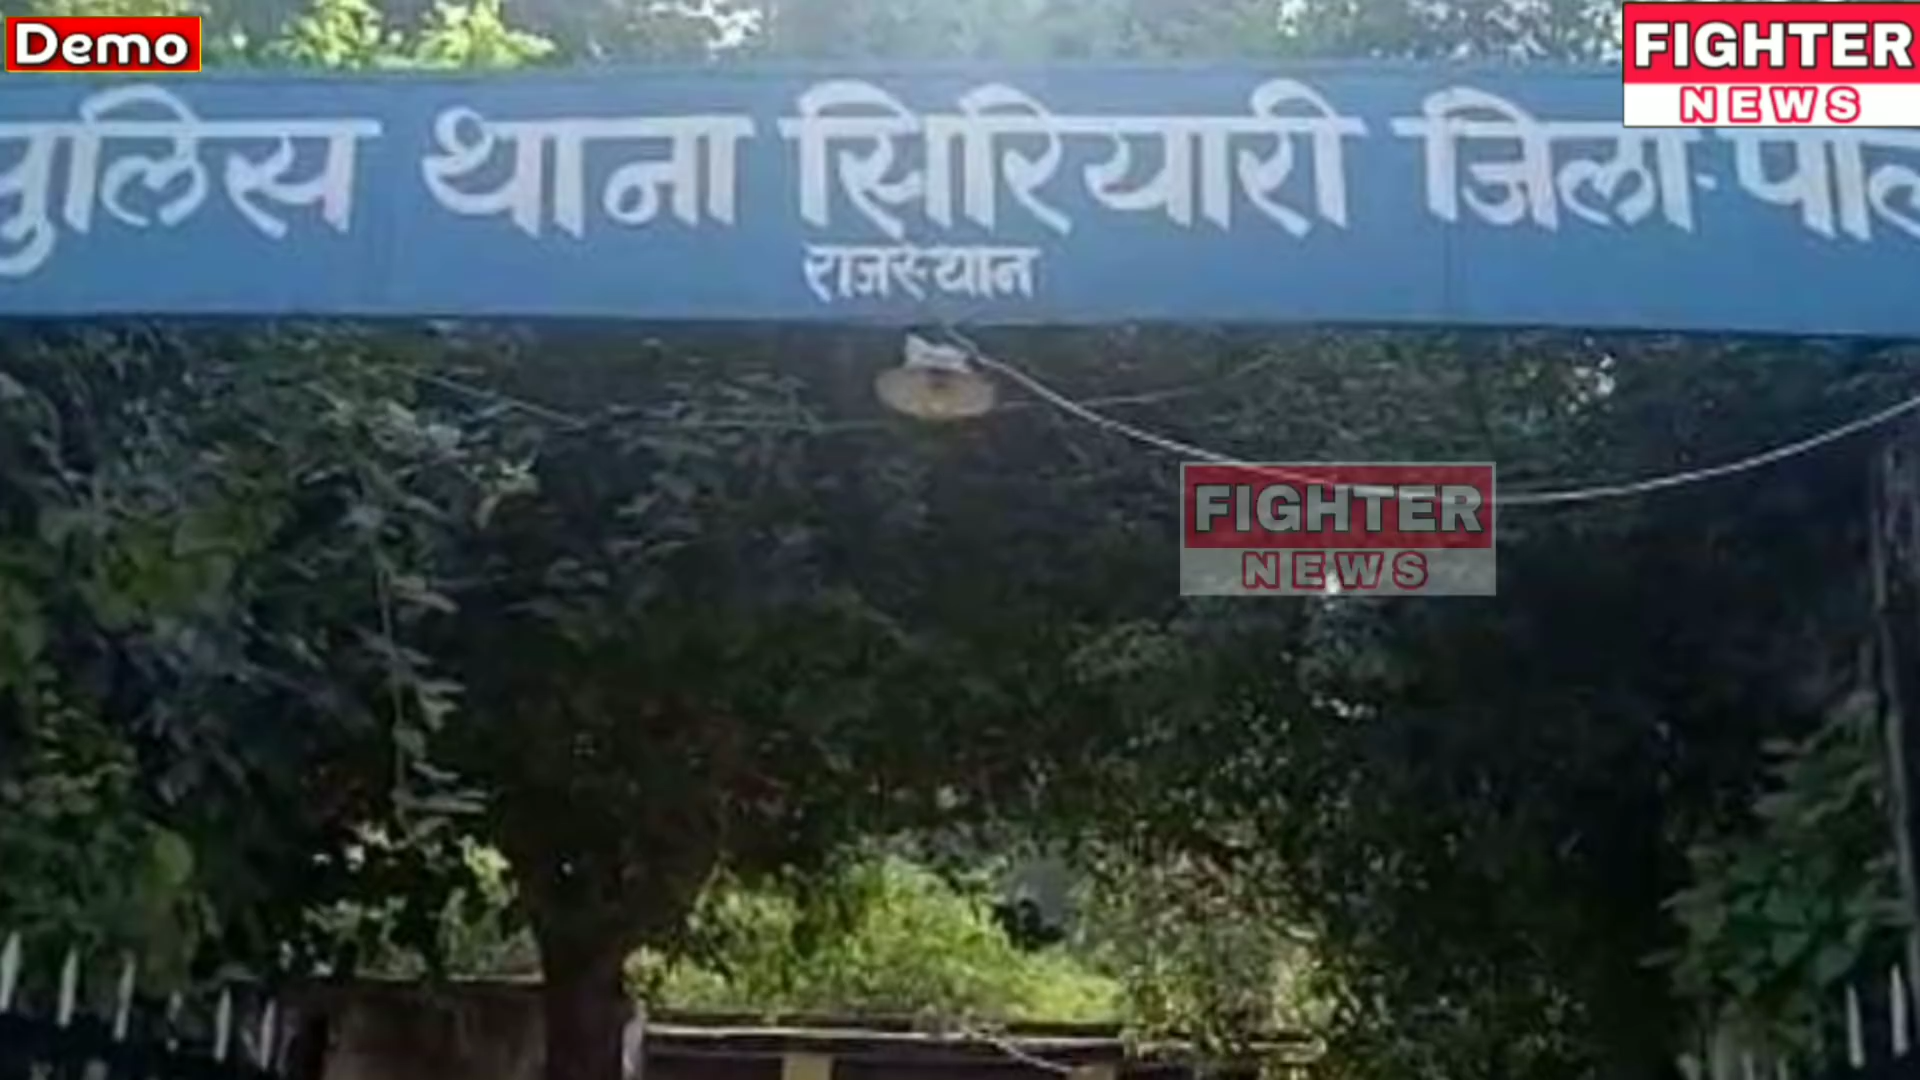 Demo
FIGHTER
NEWS
पुलिस थाना सिरियारी जिला-पाल
राजस्थान
FIGHTER
NEWS